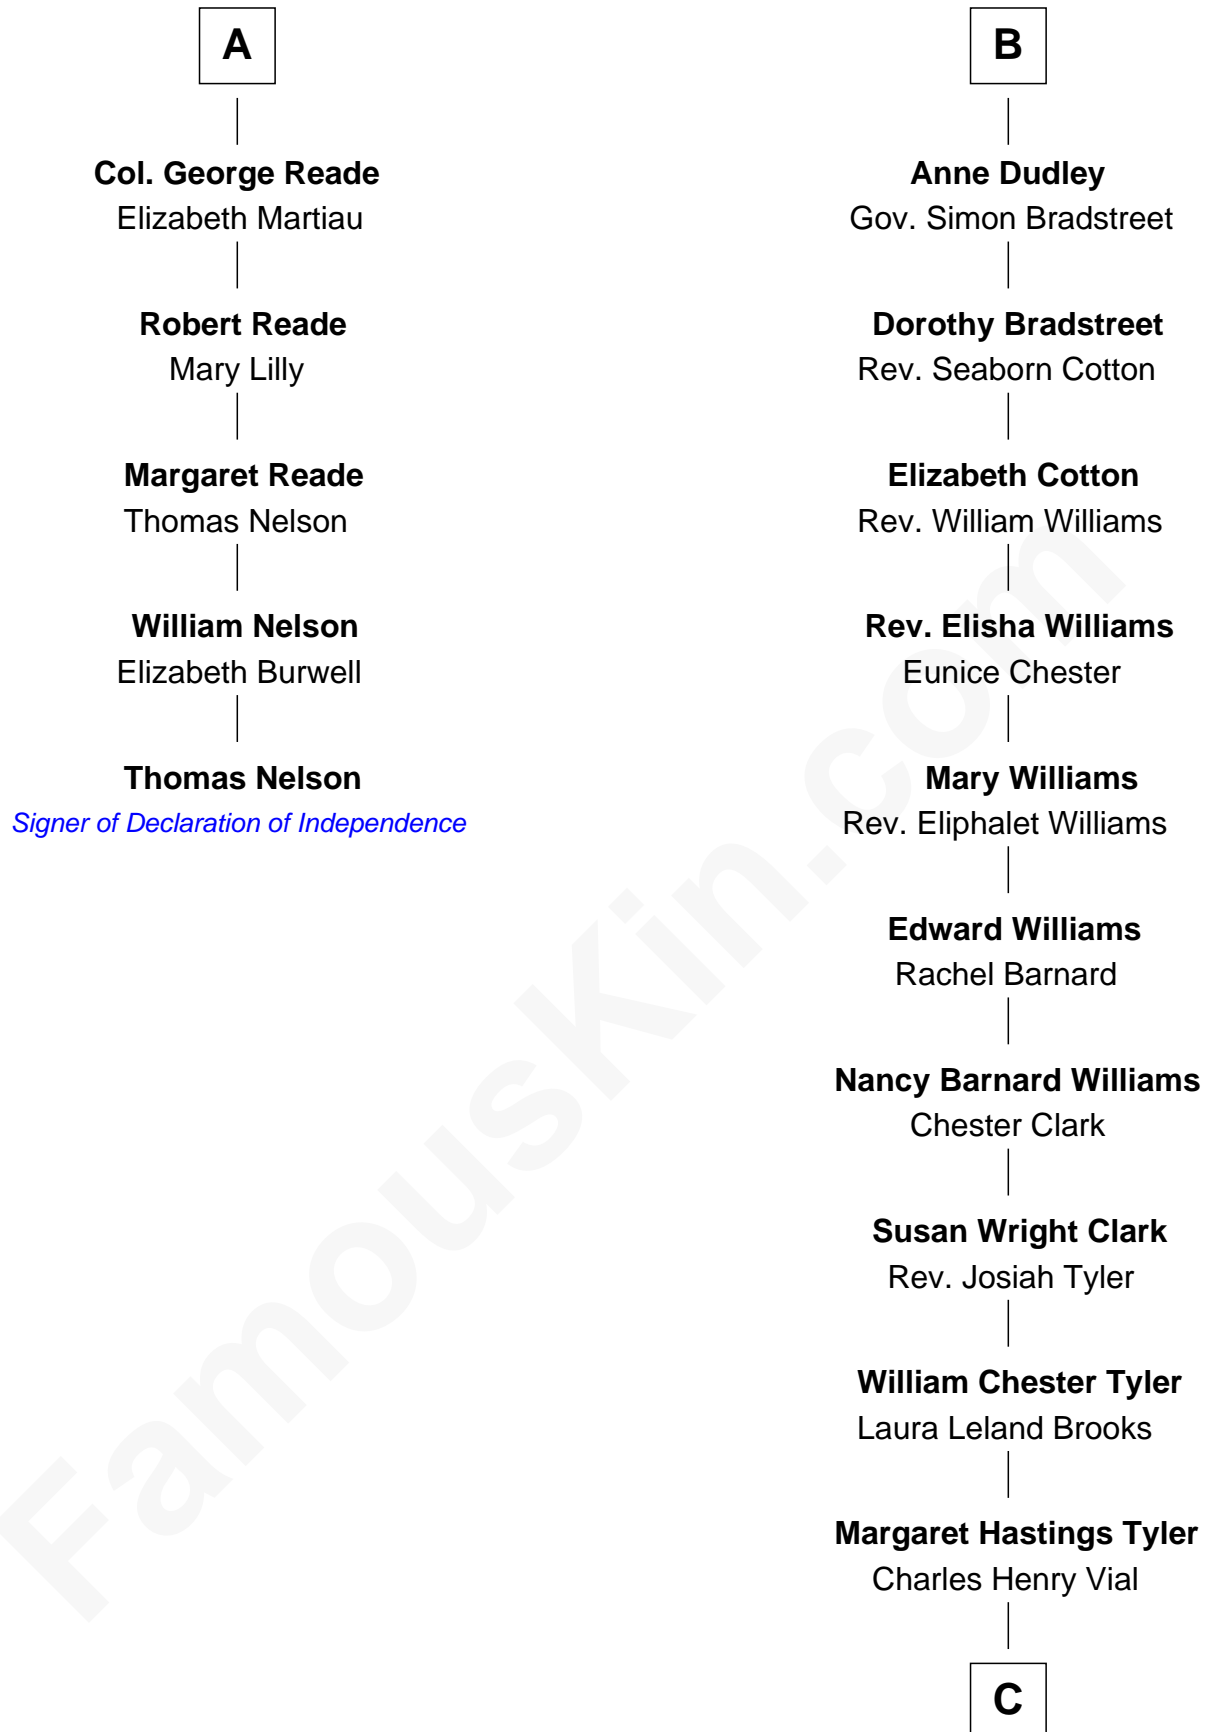 A
Col. George Reade
Elizabeth Martiau
Robert Reade
Mary Lilly
Margaret Reade
Thomas Nelson
William Nelson
Elizabeth Burwell
Thomas Nelson
Signer of Declaration of Independence
B
Anne Dudley
Gov. Simon Bradstreet
Dorothy Bradstreet
Rev. Seaborn Cotton
Elizabeth Cotton
Rev. William Williams
Rev. Elisha Williams
Eunice Chester
Mary Williams
Rev. Eliphalet Williams
Edward Williams
Rachel Barnard
Nancy Barnard Williams
Chester Clark
Susan Wright Clark
Rev. Josiah Tyler
William Chester Tyler
Laura Leland Brooks
Margaret Hastings Tyler
Charles Henry Vial
C
FamousKin.com